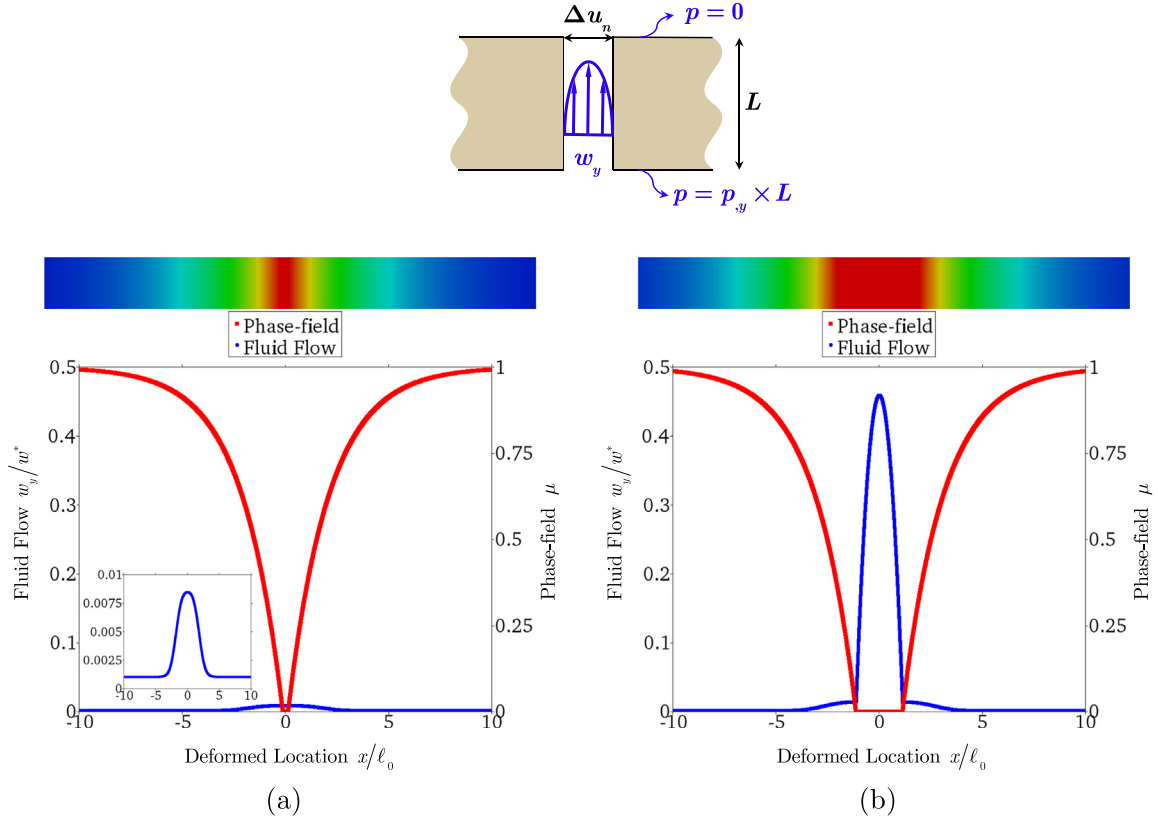 Δu_n
p = 0
L
w_y
p = p_,y × L
Phase-field
Fluid Flow
0.5
0.4
0.3
0.2
0.1
0
1
0.75
0.5
0.25
0
Fluid Flow w_y/w*
Phase-field μ
0.01
0.0075
0.005
0.0025
0
-10 -5 0 5 10
-10 -5 0 5 10
Deformed Location x/ℓ_0
(a)
Phase-field
Fluid Flow
0.5
0.4
0.3
0.2
0.1
0
1
0.75
0.5
0.25
0
Fluid Flow w_y/w*
Phase-field μ
-10 -5 0 5 10
Deformed Location x/ℓ_0
(b)